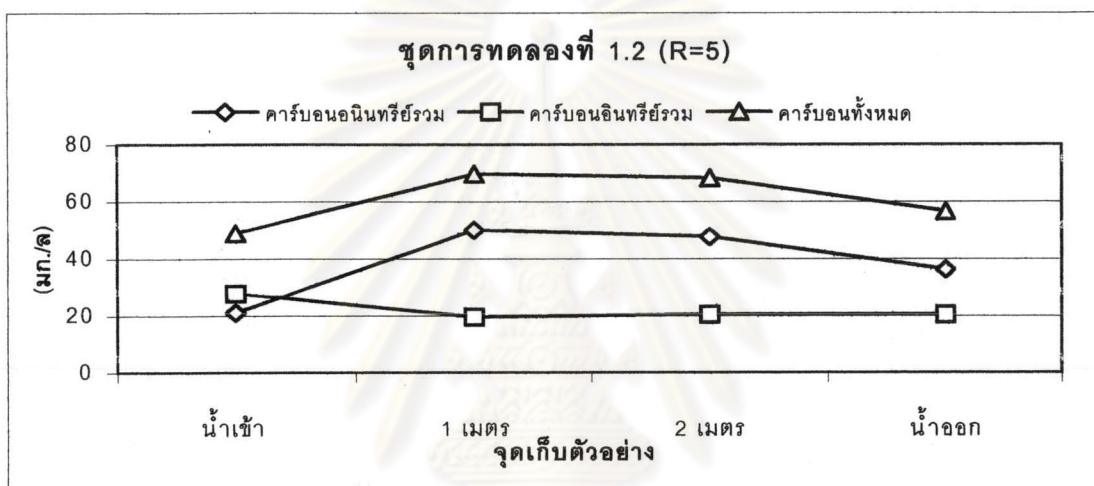 ชุดการทดลองที่ 1.2 (R=5)
คาร์บอนอนินทรีย์รวม คาร์บอนอินทรีย์รวม คาร์บอนทั้งหมด
80
60
40
20
0
(มก./ล)
น้ำเข้า 1 เมตร 2 เมตร น้ำออก
จุดเก็บตัวอย่าง